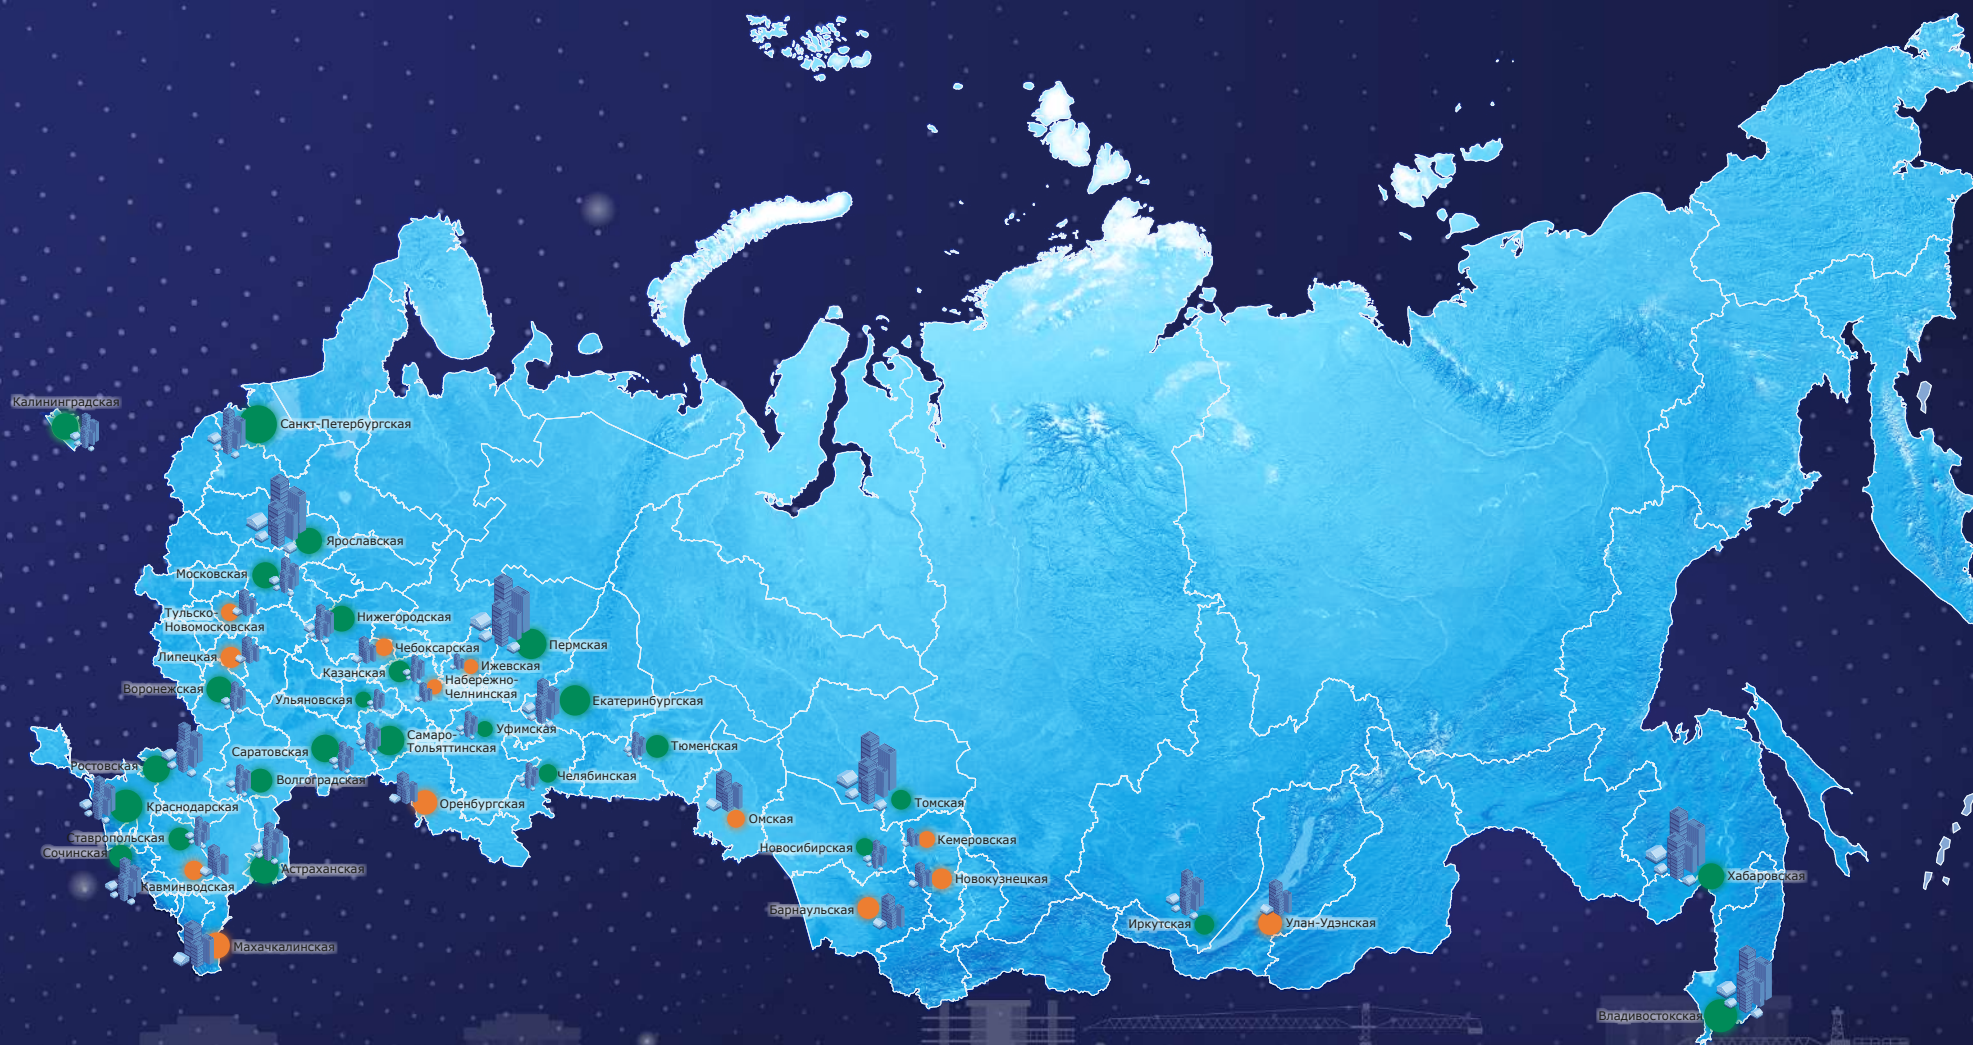 Калининградская
Санкт-Петербургская
Ярославская
Московская
Тульско-
Новомосковская
Нижегородская
Чебоксарская
Пермская
Липецкая
Ижевская
Казанская
Набережно-
Челнинская
Воронежская
Ульяновская
Екатеринбургская
Уфимская
Самаро-
Тольяттинская
Саратовская
Тюменская
Ростовская
Волгоградская
Челябинская
Краснодарская
Оренбургская
Томская
Омская
Ставропольская
Кемеровская
Новосибирская
Сочинская
Астраханская
Хабаровская
Новокузнецкая
Кавминводская
Барнаульская
Иркутская
Улан-Удэнская
Махачкалинская
Владивостокская